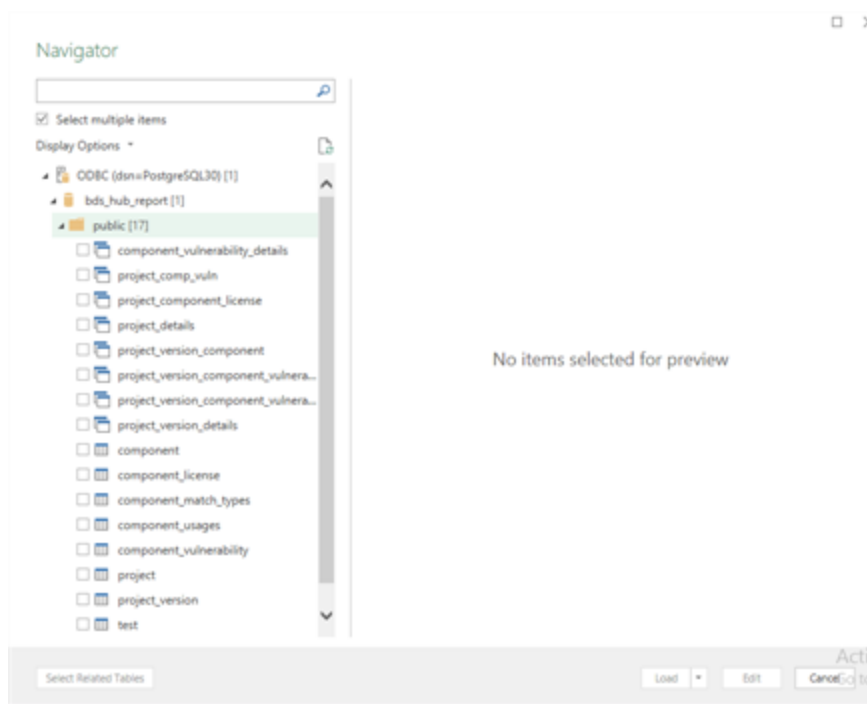 Navigator
Select multiple items
Display Options
ODBC (dsn=PostgreSQL30) [1]
bds_hub_report [1]
public [17]
component_vulnerability_details
project_comp_vuln
project_component_license
project_details
project_version_component
project_version_component_vulnera...
project_version_component_vulnera...
project_version_details
component
component_license
component_match_types
component_usages
component_vulnerability
project
project_version
test
No items selected for preview
Select Related Tables
Load
Edit
Cancel
Acti
Go t